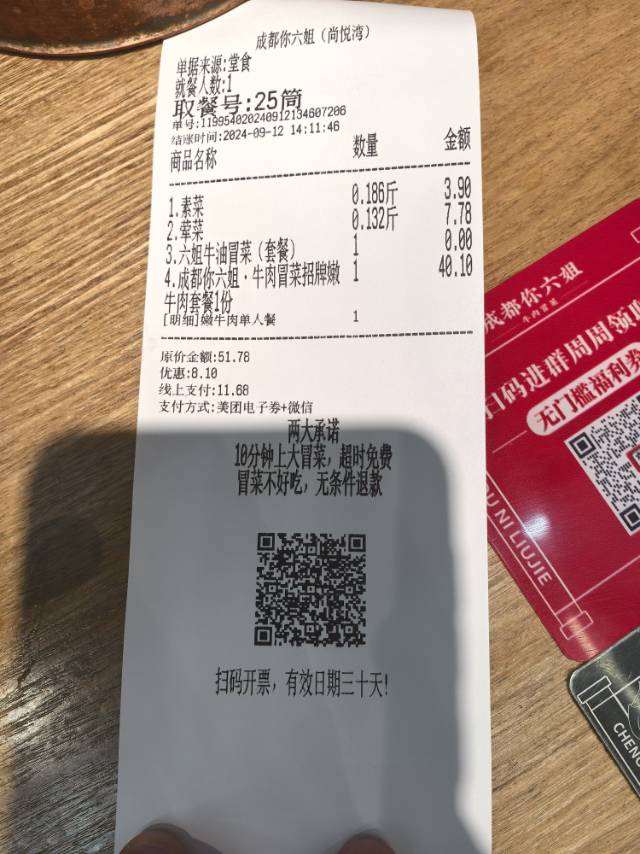 成都你六姐（尚悦湾）
单据来源:堂食
就餐人数:1
取餐号:25筒
单号:119954020240912134607206
结账时间:2024-09-12 14:11:46
商品名称 数量 金额
1.素菜 0.186斤 3.90
2.荤菜 0.132斤 7.78
3.六姐牛油冒菜（套餐） 1 0.00
4.成都你六姐·牛肉冒菜招牌嫩 1 40.10
牛肉套餐1份
[明细]嫩牛肉单人餐 1
原价金额:51.78
优惠:8.10
线上支付:11.68
支付方式:美团电子券+微信
两大承诺
10分钟上大冒菜，超时免费
冒菜不好吃，无条件退款
扫码开票，有效日期三十天!
成都你六姐
牛肉冒菜
扫码进群周周领
无门槛福利券
NI LIUJIE
CHENG